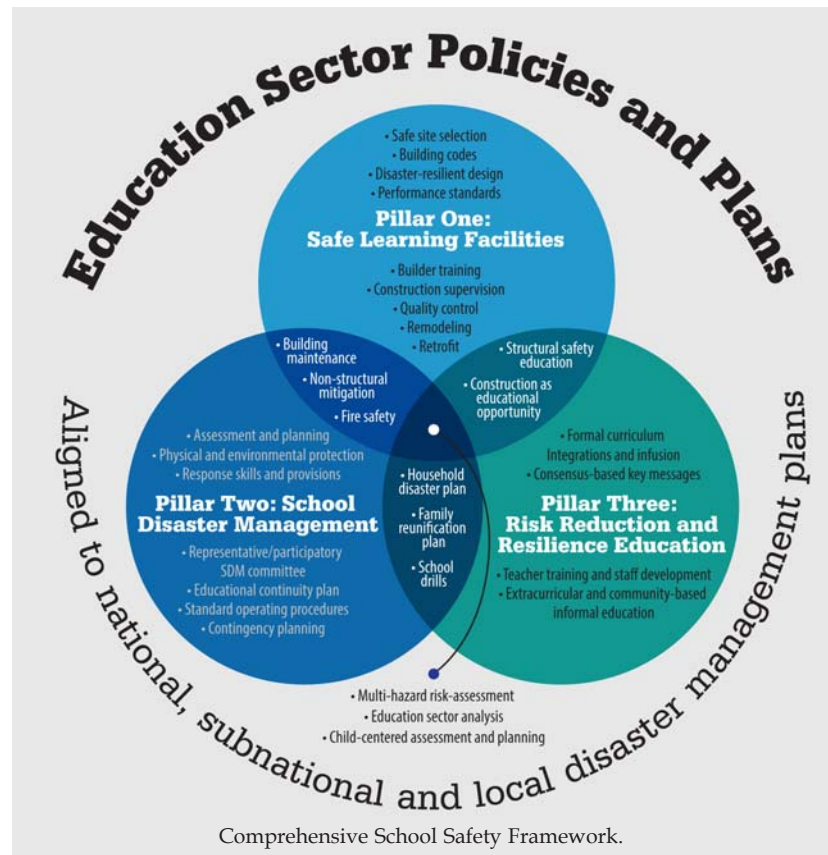 Education Sector Policies and Plans
• Safe site selection
• Building codes
• Disaster-resilient design
• Performance standards
Pillar One:
Safe Learning Facilities
• Builder training
• Construction supervision
• Quality control
• Remodeling
• Retrofit
• Building
maintenance
• Non-structural
mitigation
• Fire safety
• Structural safety
education
• Construction as
educational
opportunity
• Assessment and planning
• Physical and environmental protection
• Response skills and provisions
Pillar Two: School
Disaster Management
• Representative/participatory
SDM committee
• Educational continuity plan
• Standard operating procedures
• Contingency planning
• Household
disaster plan
• Family
reunification
plan
• School
drills
• Formal curriculum
Integrations and infusion
• Consensus-based key messages
Pillar Three:
Risk Reduction and
Resilience Education
• Teacher training and staff development
• Extracurricular and community-based
informal education
• Multi-hazard risk-assessment
• Education sector analysis
• Child-centered assessment and planning
Aligned to national, subnational and local disaster management plans
Comprehensive School Safety Framework.